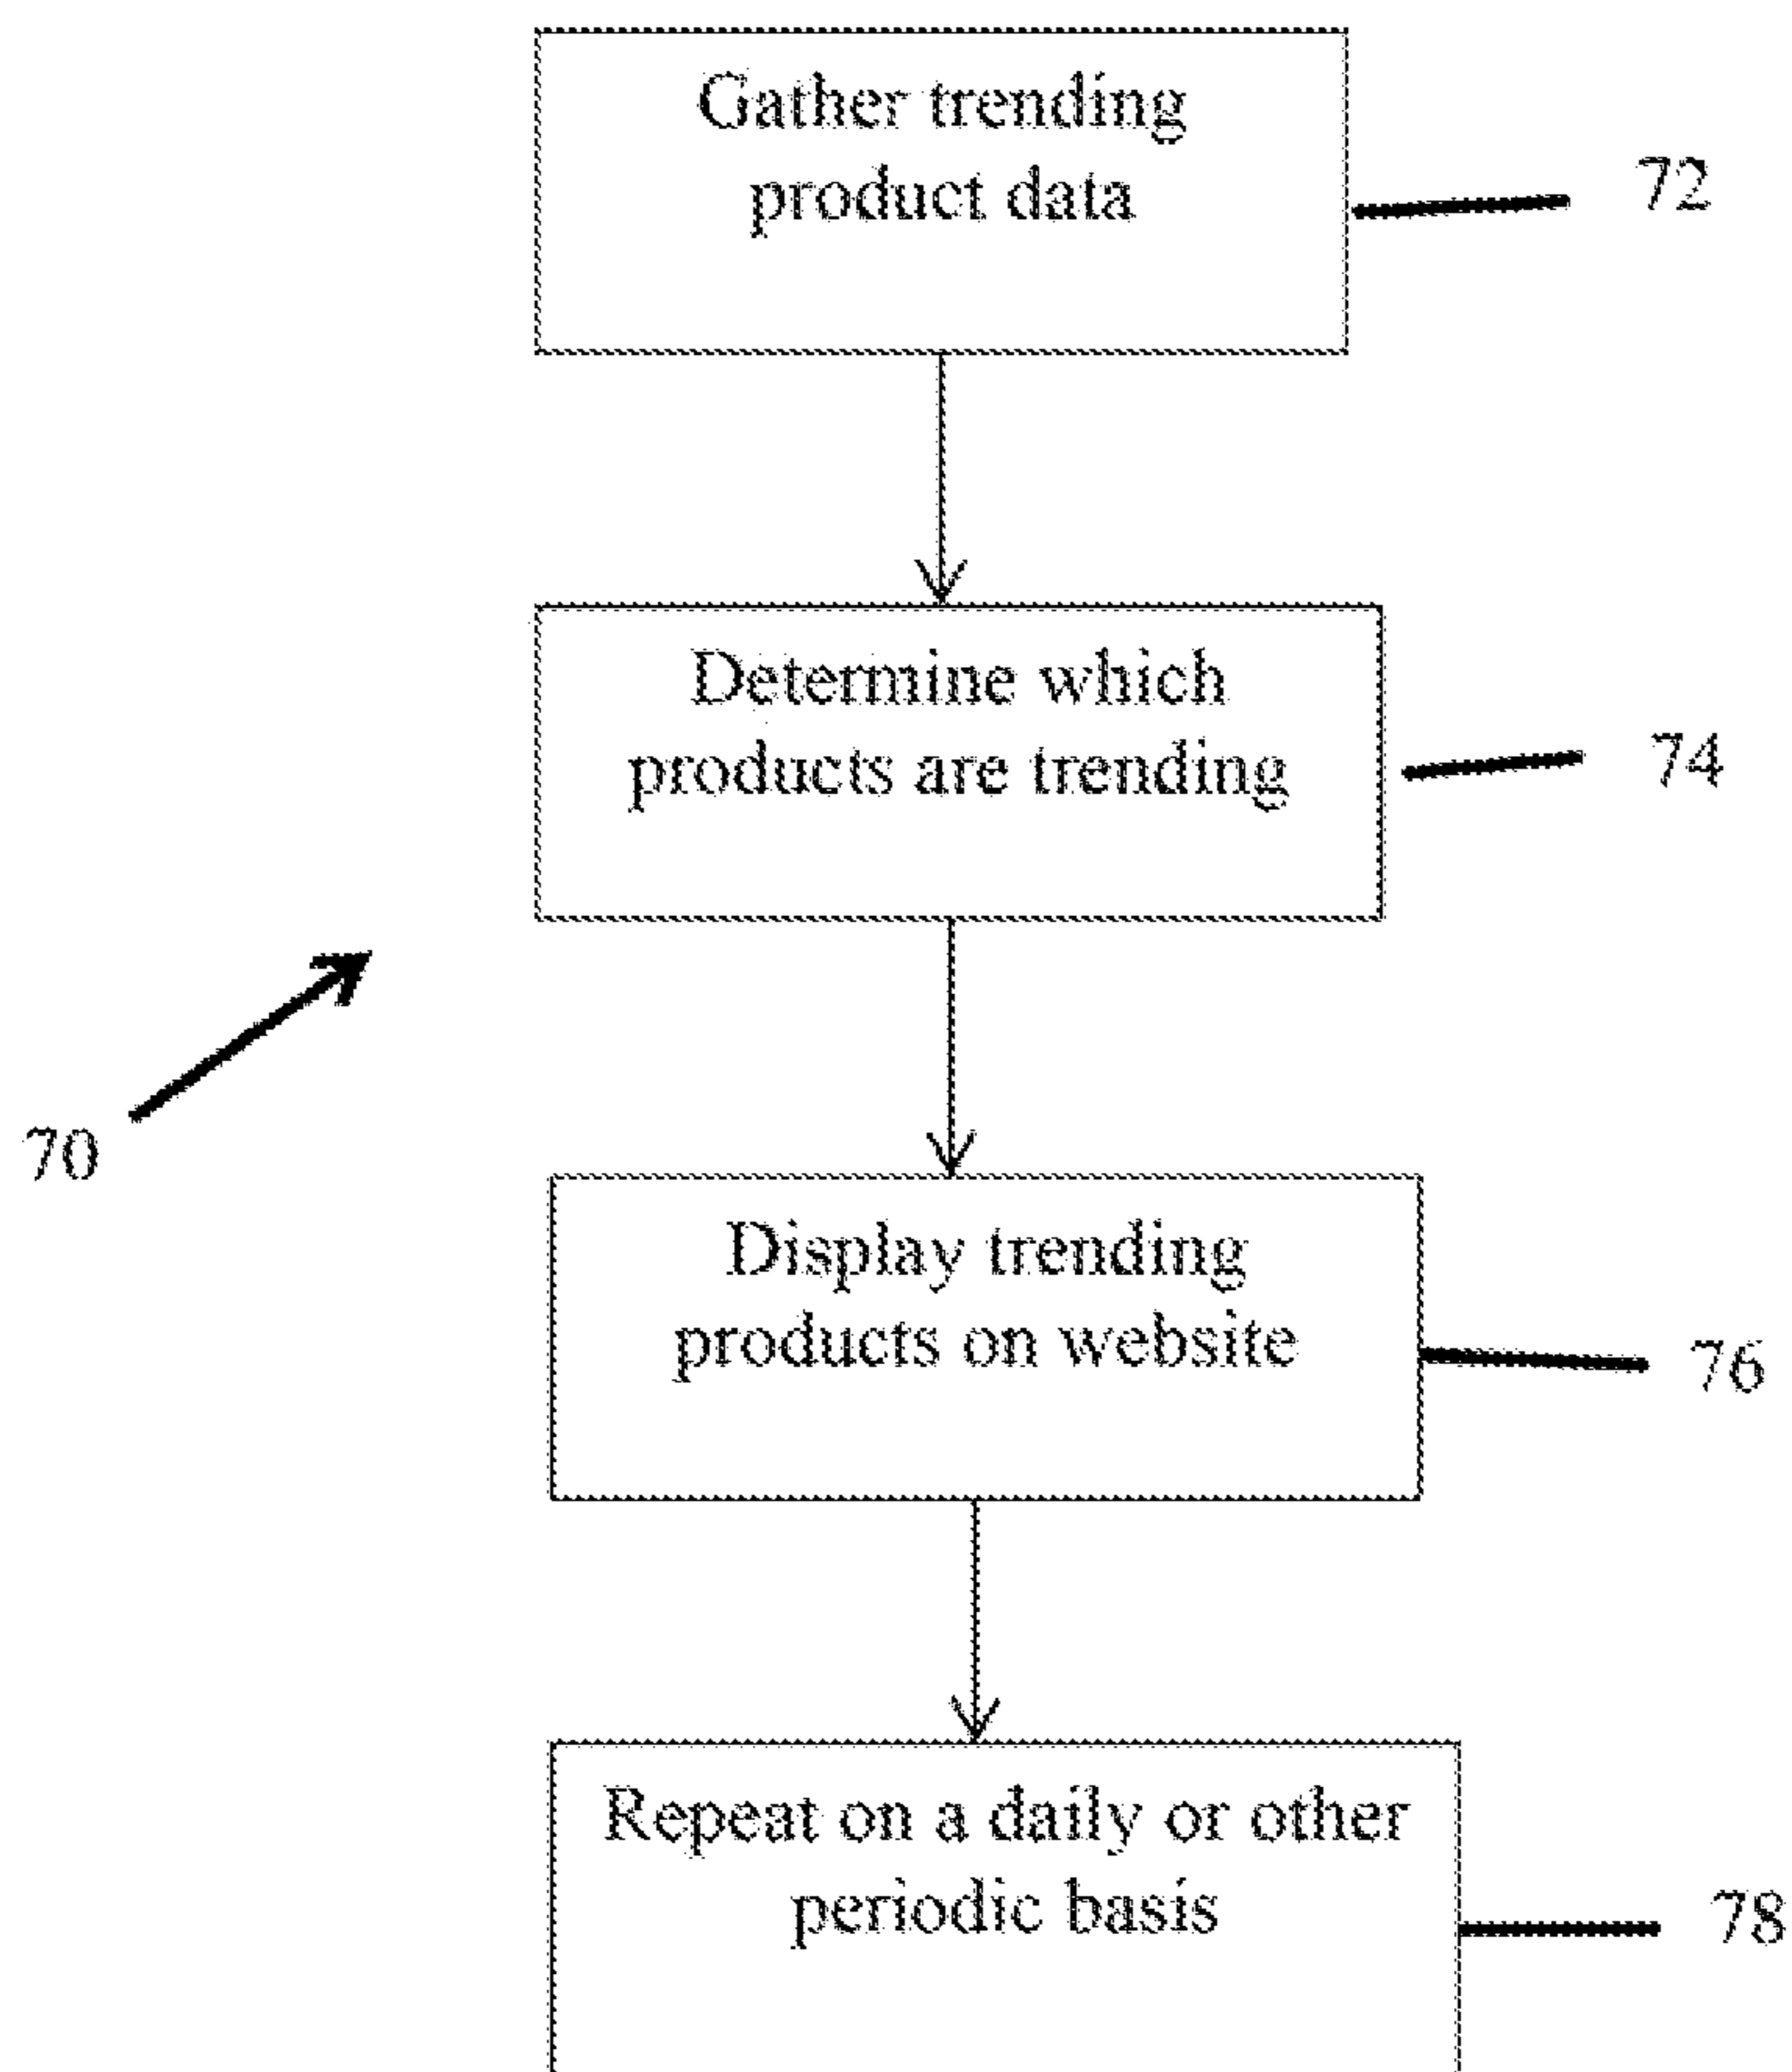 Gather trending
product data
72
Determine which
products are trending
74
70
Display trending
products on website
76
Repeat on a daily or other
periodic basis
78